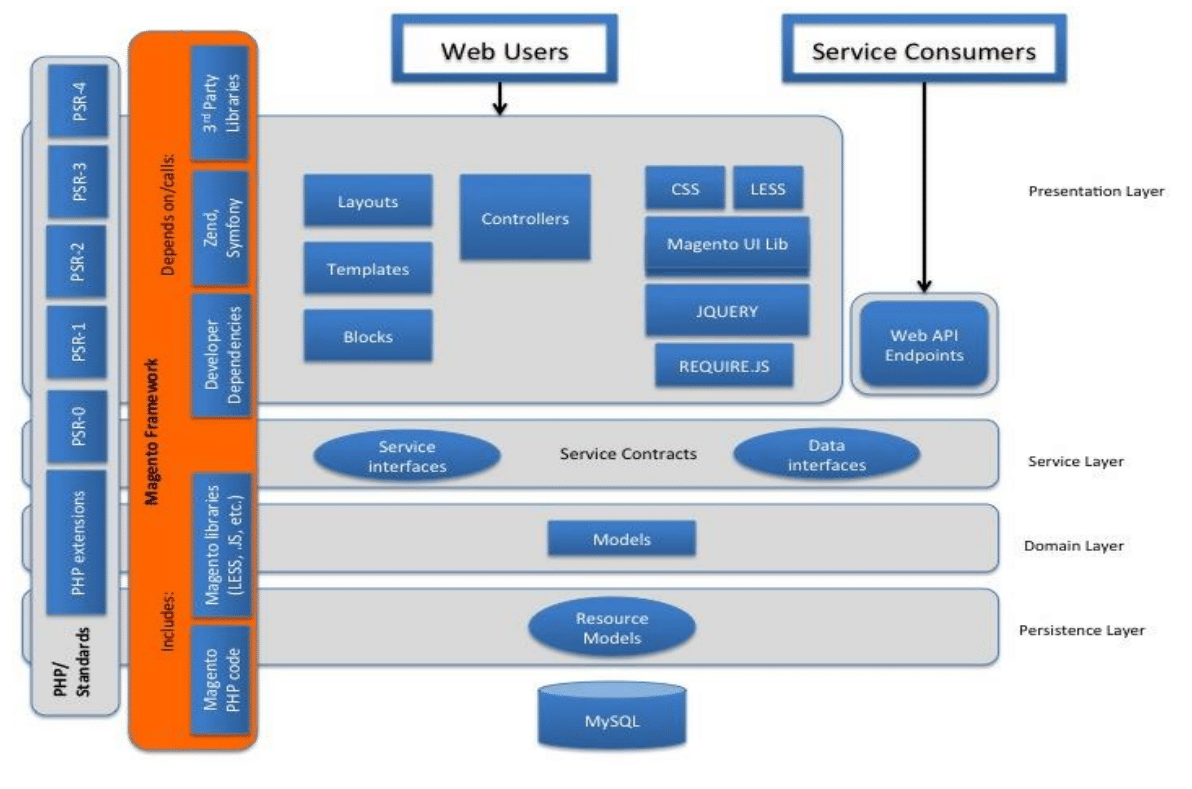 Web Users
Service Consumers
PSR-4
PSR-3
PSR-2
PSR-1
PSR-0
PHP extensions
PHP/
Standards
Magento Framework
Depends on/calls:
3rd Party
Libraries
Zend,
Symfony
Developer
Dependencies
Includes:
Magento libraries
(LESS, .JS, etc.)
Magento
PHP code
Layouts
Templates
Blocks
Controllers
CSS
LESS
Magento UI Lib
JQUERY
REQUIRE.JS
Web API
Endpoints
Presentation Layer
Service
interfaces
Service Contracts
Data
interfaces
Service Layer
Models
Domain Layer
Resource
Models
Persistence Layer
MySQL